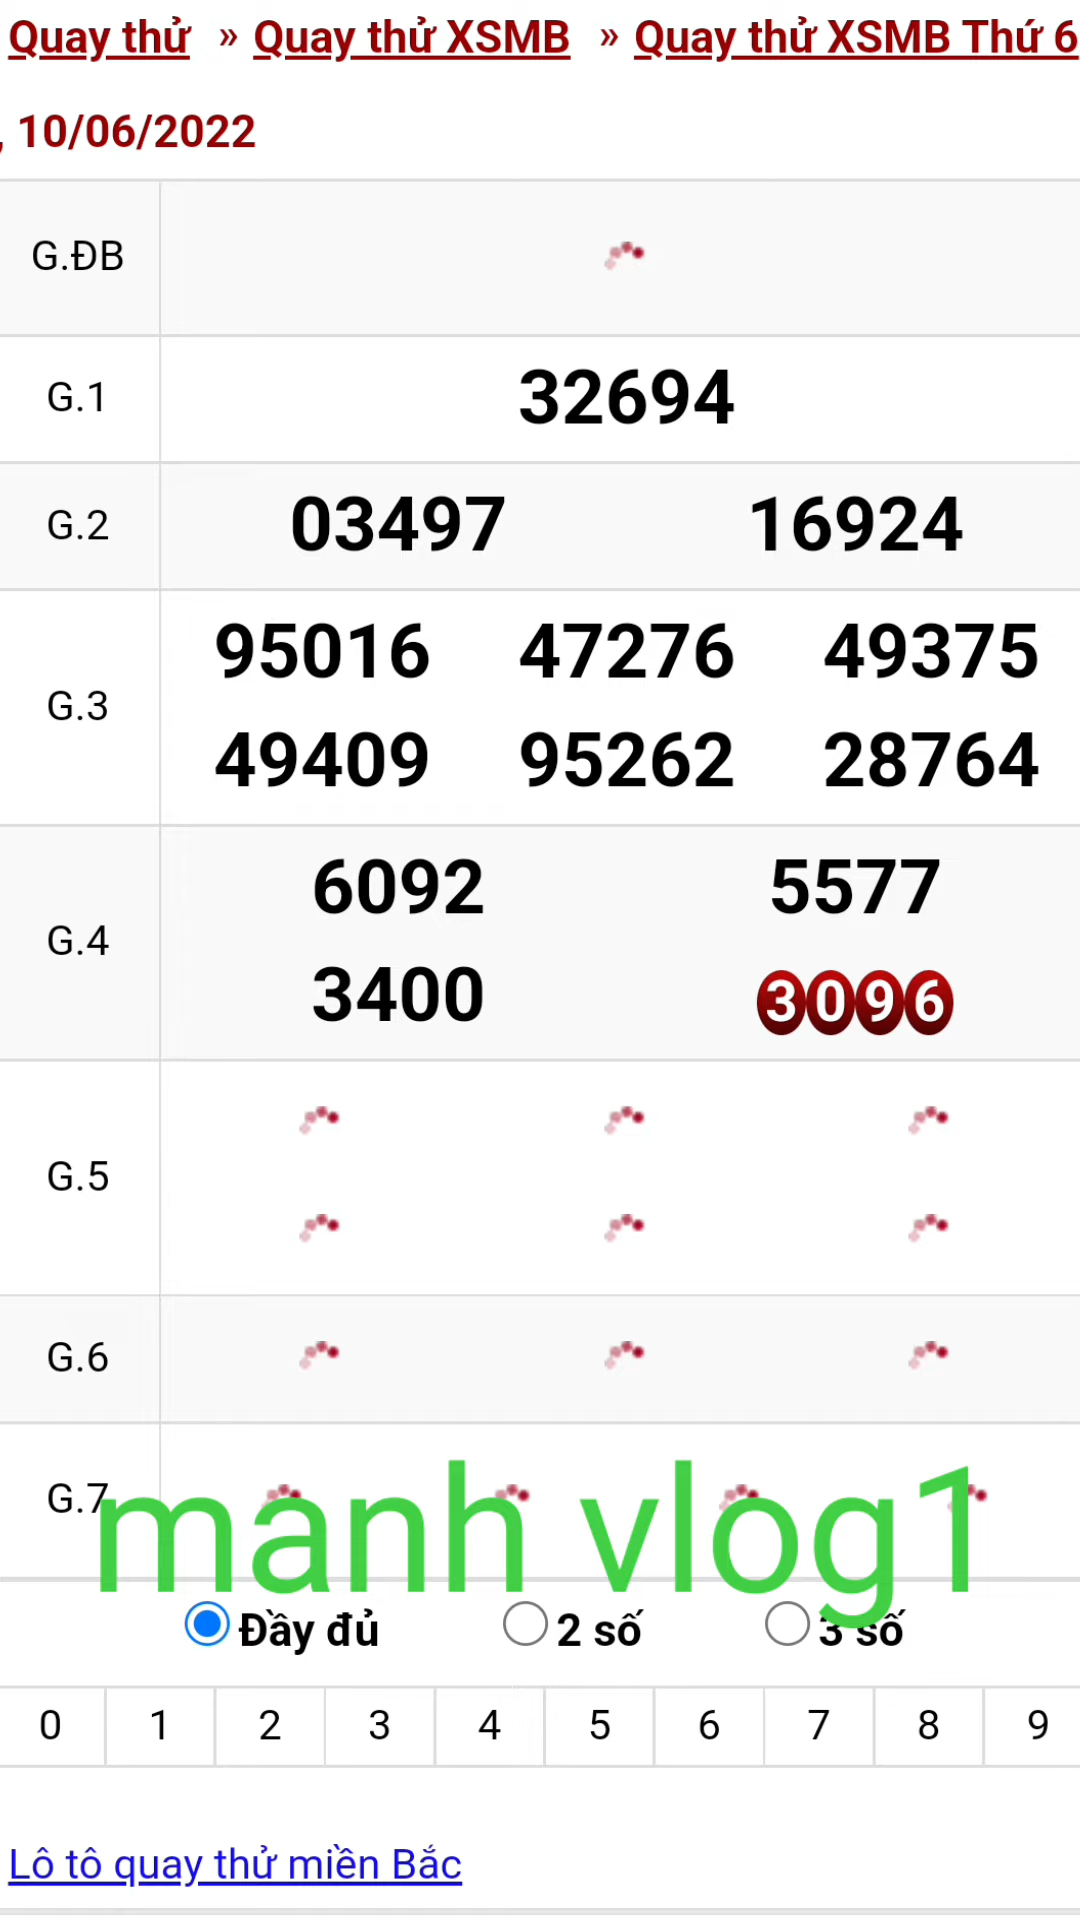 Quay thử » Quay thử XSMB » Quay thử XSMB Thứ 6
, 10/06/2022
G.ĐB
G.1 32694
G.2 03497 16924
G.3 95016 47276 49375
49409 95262 28764
G.4 6092 5577
3400 3096
G.5
G.6
G.7
manh vlog1
Đầy đủ 2 số 3 số
0 1 2 3 4 5 6 7 8 9
Lô tô quay thử miền Bắc